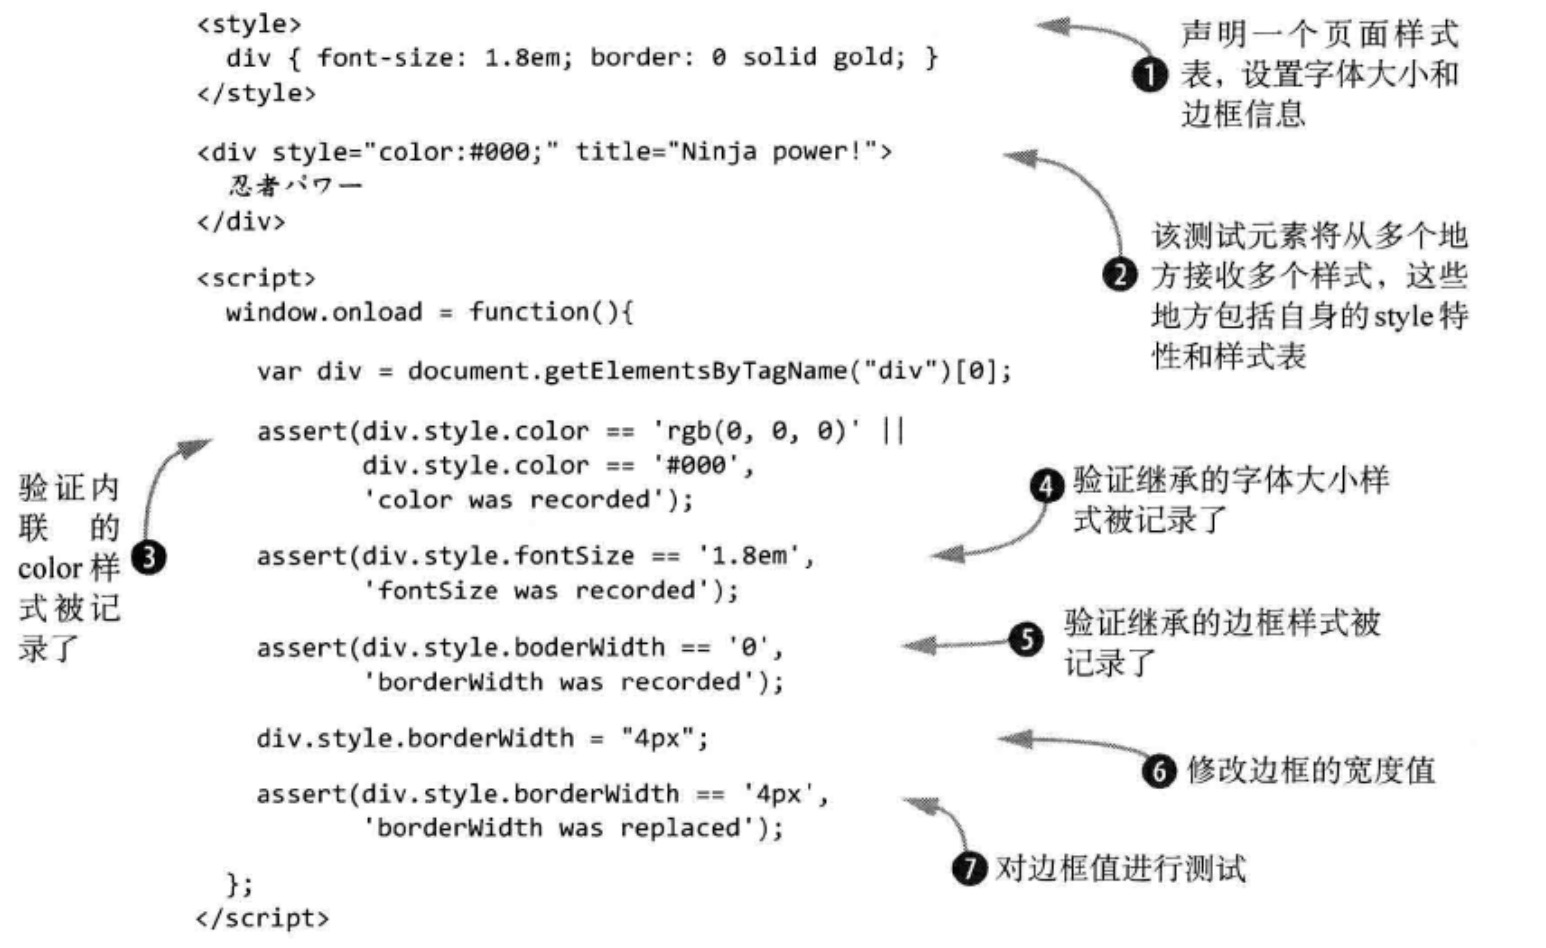 <style>
div { font-size: 1.8em; border: 0 solid gold; }
</style>
1 声明一个页面样式
表，设置字体大小和
边框信息
<div style="color:#000;" title="Ninja power!">
忍者パワー
</div>
2 该测试元素将从多个地
方接收多个样式，这些
地方包括自身的style特
性和样式表
<script>
window.onload = function(){
var div = document.getElementsByTagName("div")[0];
assert(div.style.color == 'rgb(0, 0, 0)' ||
div.style.color == '#000',
'color was recorded');
3 验证内
联的
color样
式被记
录了
assert(div.style.fontSize == '1.8em',
'fontSize was recorded');
4 验证继承的字体大小样
式被记录了
assert(div.style.boderWidth == '0',
'borderWidth was recorded');
5 验证继承的边框样式被
记录了
div.style.borderWidth = "4px";
6 修改边框的宽度值
assert(div.style.borderWidth == '4px',
'borderWidth was replaced');
7 对边框值进行测试
};
</script>